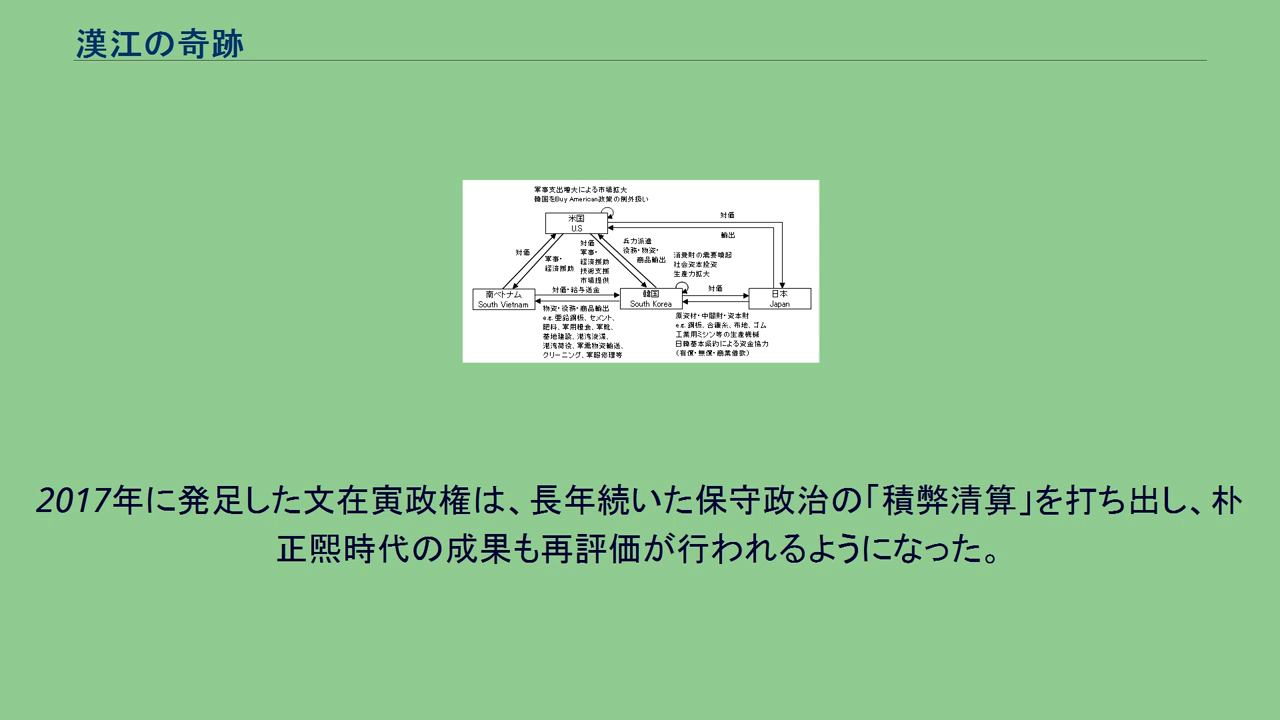 漢江の奇跡
軍事支出増大による市場拡大
韓国をBuy American政策の例外扱い
米国
U.S
対価
輸出
対価
軍事・
経済援助
対価
軍事・
経済援助
技術支援
市場提供
兵力派遣
役務・物資・
商品輸出
消費財の需要喚起
社会資本投資
生産力拡大
南ベトナム
South Vietnam
対価・給与送金
韓国
South Korea
対価
日本
Japan
物資・役務・商品輸出
e.g. 亜鉛鋼板、セメント、
肥料、軍用糧食、軍靴、
基地建設、港湾浚渫、
港湾荷役、軍需物資輸送、
クリーニング、軍服修理等
原資材・中間財・資本財
e.g. 鋼板、合繊糸、布地、ゴム
工業用ミシン等の生産機械
日韓基本条約による資金協力
（有償・無償・商業借款）
2017年に発足した文在寅政権は、長年続いた保守政治の「積弊清算」を打ち出し、朴
正煕時代の成果も再評価が行われるようになった。